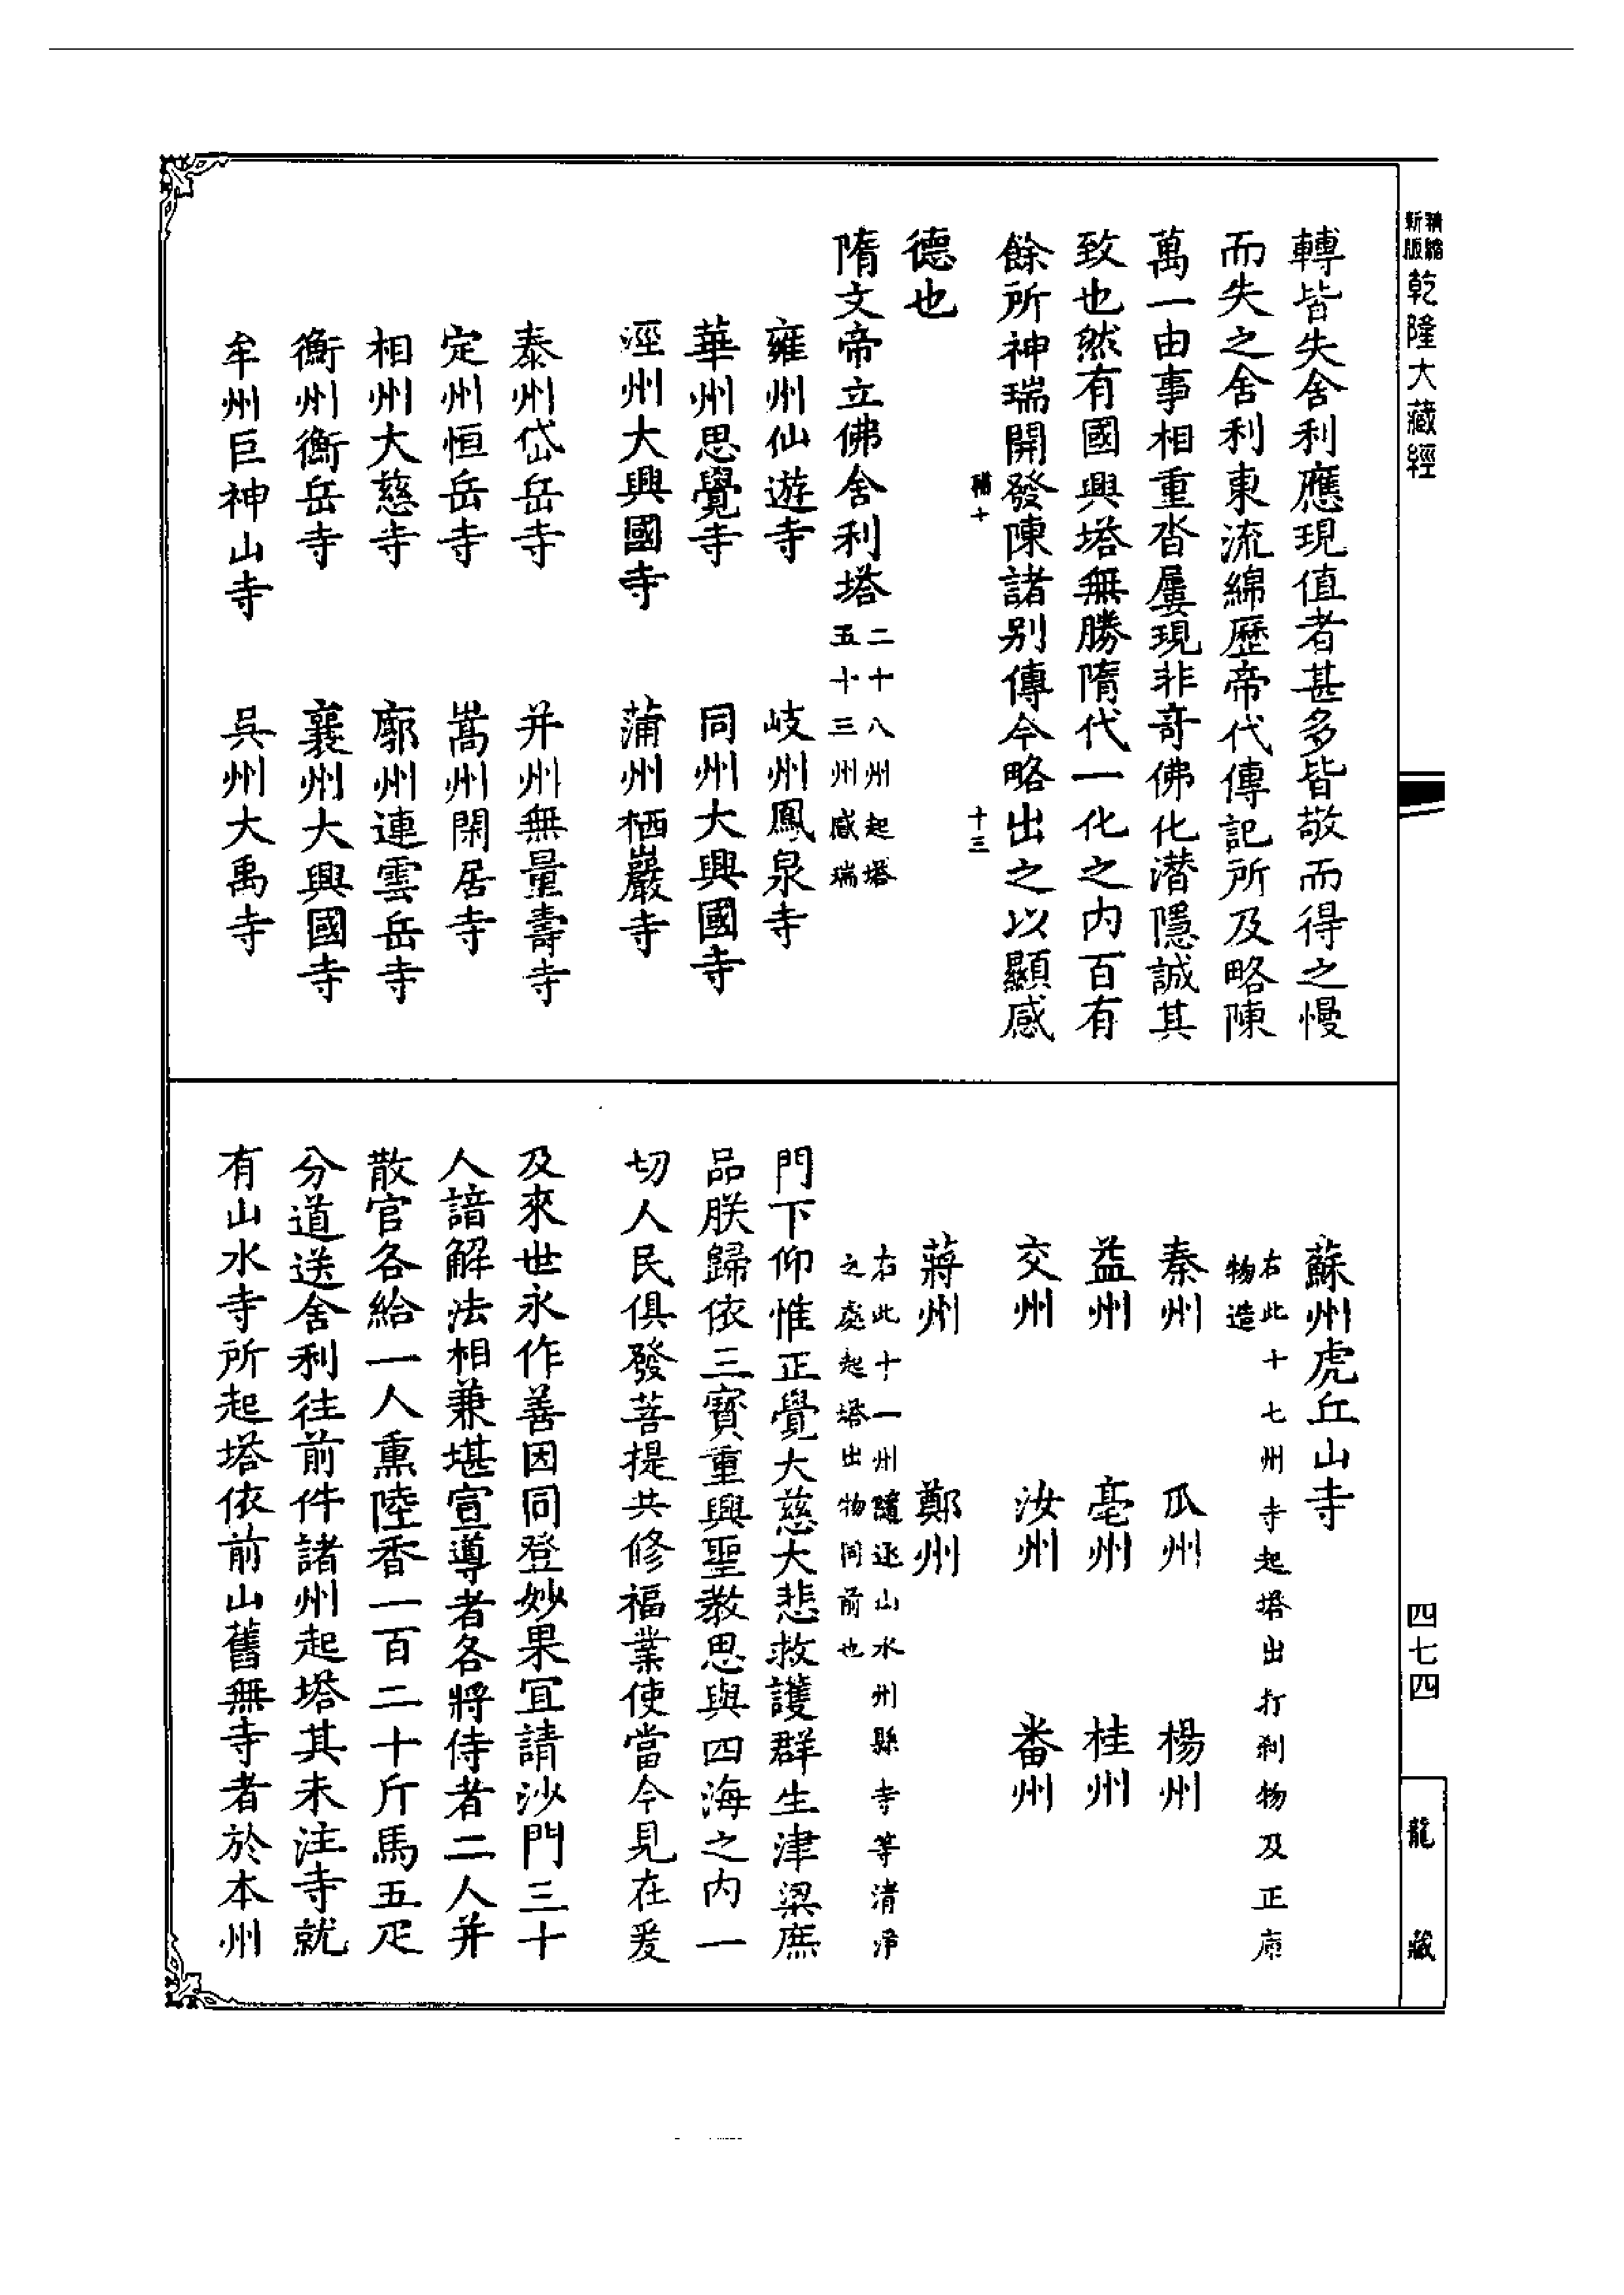 精縮新版乾隆大藏經
轉皆失舍利應現值者甚多皆敬而得之慢
而失之舍利東流綿歷帝代傳記所及略陳
萬一由事相重沓屢現非奇佛化潛隱誠其
致也然有國興塔無勝隋代一化之內百有
餘所神瑞開發陳諸別傳今略出之以顯感
十三
德也
隋文帝立佛舍利塔二十八州起塔五十三州感瑞
雍州仙遊寺 岐州鳳泉寺
華州思覺寺 同州大興國寺
涇州大興國寺 蒲州栖巖寺
泰州岱岳寺 并州無量壽寺
定州恒岳寺 嵩州閑居寺
相州大慈寺 廓州連雲岳寺
衡州衡岳寺 襄州大興國寺
牟州巨神山寺 吳州大禹寺
蘇州虎丘山寺
右此十七州寺起塔出打剎物及正庫
物造
秦州 瓜州 楊州
益州 亳州 桂州
交州 汝州 番州
蔣州 鄭州
右此十一州隨逐山水州縣寺等清淨
之處起塔出物同前也
門下仰惟正覺大慈大悲救護群生津梁庶
品朕歸依三寶重興聖教思與四海之內一
切人民俱發菩提共修福業使當今見在爰
及來世永作善因同登妙果宜請沙門三十
人諳解法相兼堪宣導者各將侍者二人并
散官各給一人熏陸香一百二十斤馬五疋
分道送舍利往前件諸州起塔其未注寺就
有山水寺所起塔依前山舊無寺者於本州
四七四
龍藏